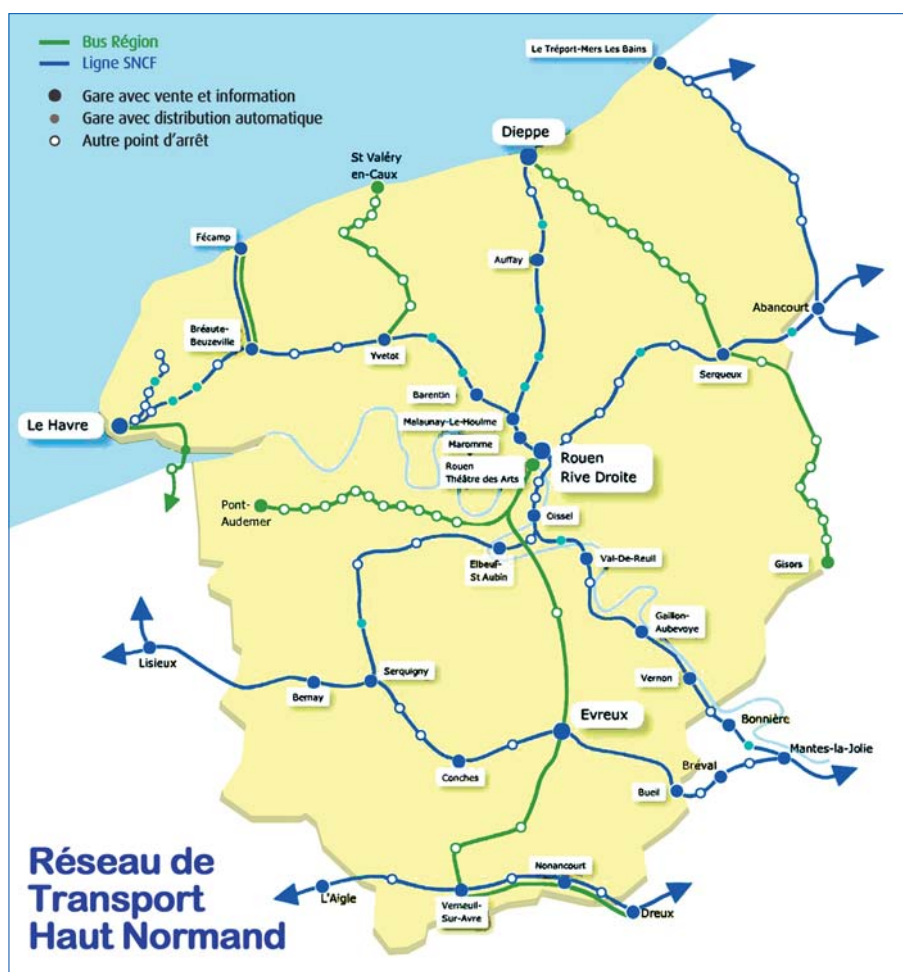 Bus Région
Ligne SNCF
Gare avec vente et information
Gare avec distribution automatique
Autre point d'arrêt
Le Tréport-Mers Les Bains
Dieppe
St Valéry
en-Caux
Fécamp
Auffay
Abancourt
Bréaute-
Beuzeville
Yvetot
Serqueux
Barentin
Le Havre
Malaunay-Le-Houlme
Maromme
Rouen
Rive Droite
Rouen
Théâtre des Arts
Pont-
Audemer
Oissel
Elbeuf-
St Aubin
Val-De-Reuil
Gisors
Gaillon-
Aubevoye
Lisieux
Serquigny
Vernon
Bernay
Evreux
Bonnière
Mantes-la-Jolie
Conches
Bréval
Bueil
Réseau de
Transport
Haut Normand
Nonancourt
L'Aigle
Verneuil-
Sur-Avre
Dreux